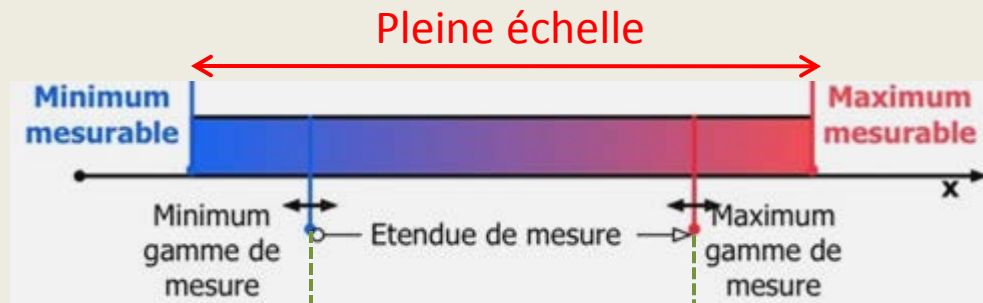 Pleine échelle
Minimum
mesurable
Maximum
mesurable
x
Minimum
gamme de
mesure
Etendue de mesure
Maximum
gamme de
mesure